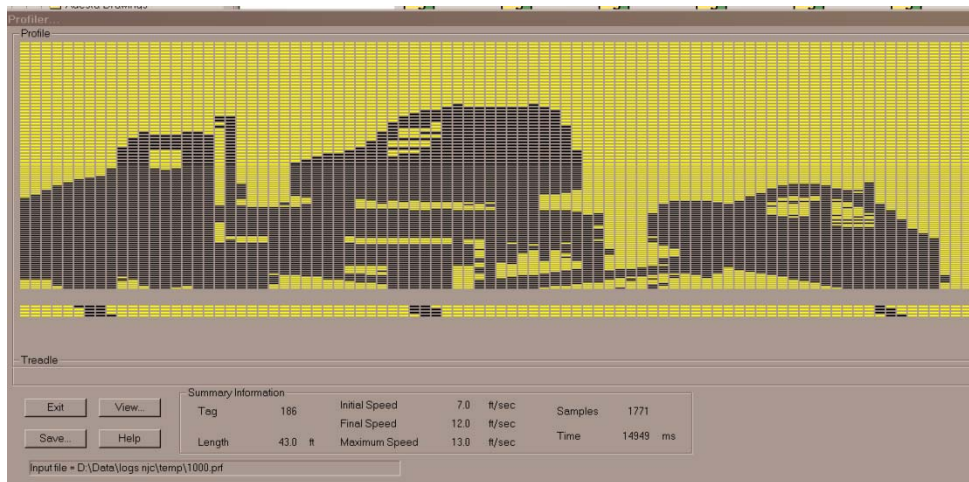 Adesta Drawings
Profiler...
Profile
Treadle
Exit
View...
Save...
Help
Summary Information
Tag 186
Length 43.0 ft
Initial Speed 7.0 ft/sec
Final Speed 12.0 ft/sec
Maximum Speed 13.0 ft/sec
Samples 1771
Time 14949 ms
Input file = D:\Data\logs njc\temp\1000.prf